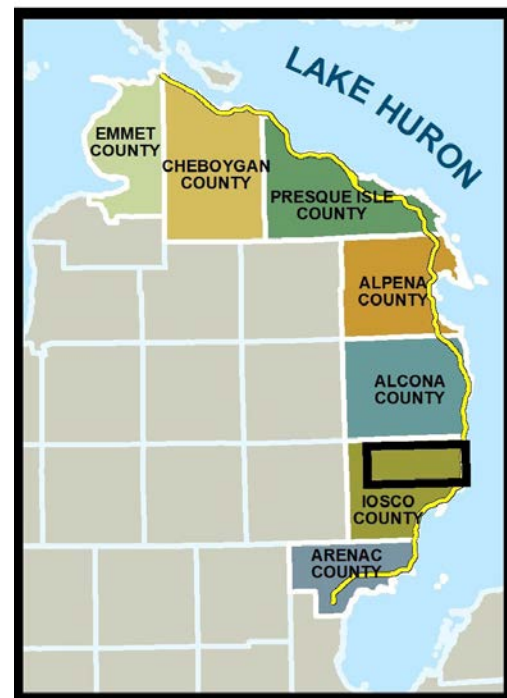 LAKE HURON
EMMET
COUNTY
CHEBOYGAN
COUNTY
PRESQUE ISLE
COUNTY
ALPENA
COUNTY
ALCONA
COUNTY
IOSCO
COUNTY
ARENAC
COUNTY